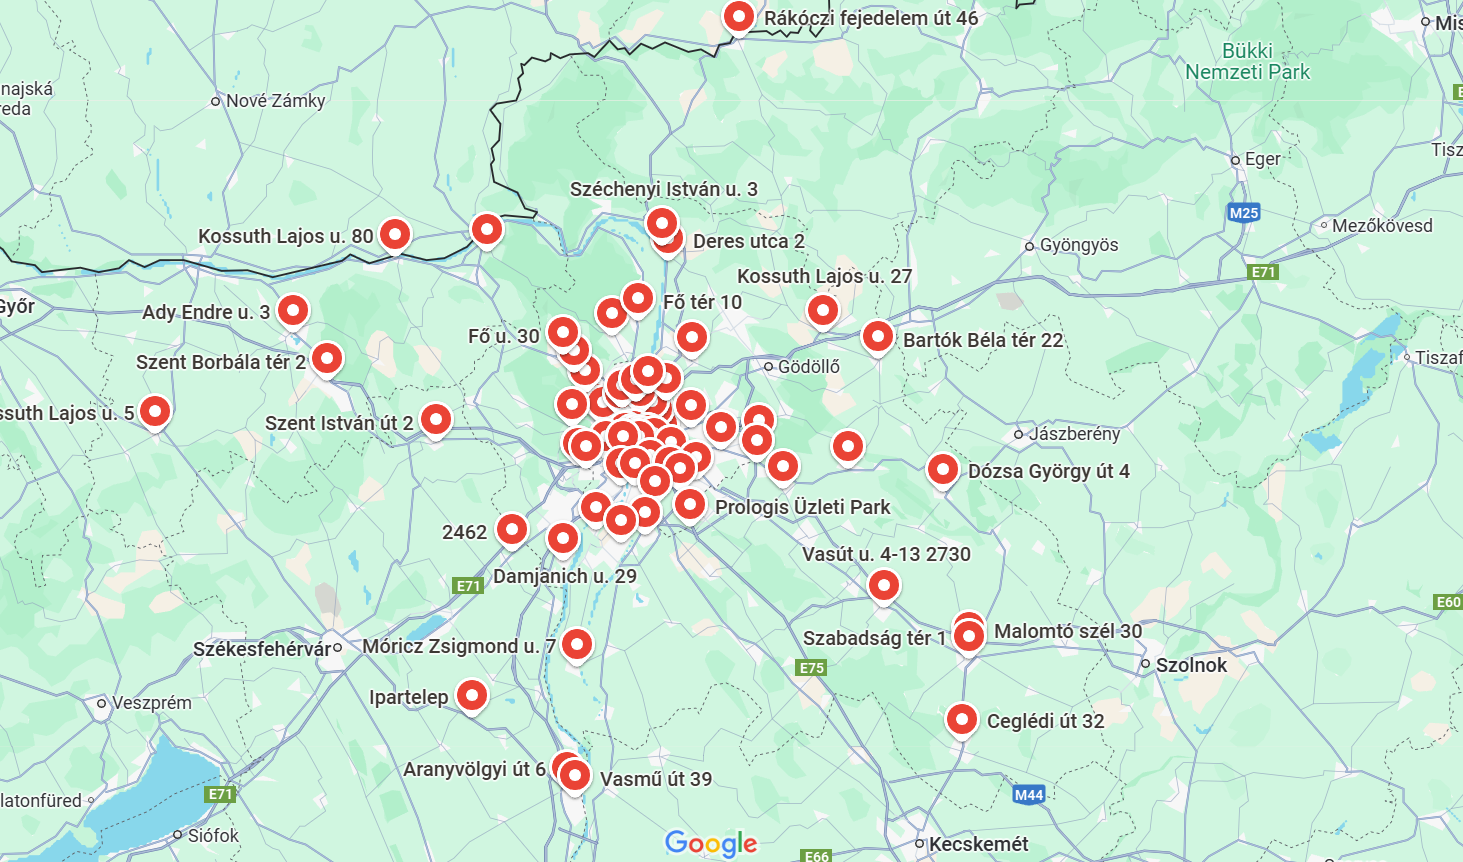 Rákóczi fejedelem út 46
Mis
Bükki
Nemzeti Park
najská
reda
Nové Zámky
E
Tisz
Eger
Széchenyi István u. 3
M25
Mezőkövesd
Kossuth Lajos u. 80
Deres utca 2
Gyöngyös
Kossuth Lajos u. 27
E71
Győr
Ady Endre u. 3
Fő tér 10
Fő u. 30
Bartók Béla tér 22
Szent Borbála tér 2
Gödöllő
Tiszaf
ssuth Lajos u. 5
Szent István út 2
Jászberény
Dózsa György út 4
Prologis Üzleti Park
2462
Vasút u. 4-13 2730
Damjanich u. 29
E71
E60
Székesfehérvár
Móricz Zsigmond u. 7
Szabadság tér 1
Malomtó szél 30
E75
Szolnok
Ipartelep
Veszprém
Ceglédi út 32
Aranyvölgyi út 6
Vasmű út 39
latonfüred
E71
M44
Siófok
Google
Kecskemét
E66